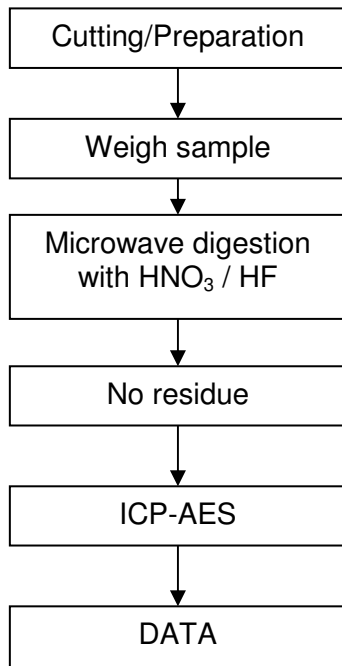 Cutting/Preparation
Weigh sample
Microwave digestion
with HNO₃ / HF
No residue
ICP-AES
DATA